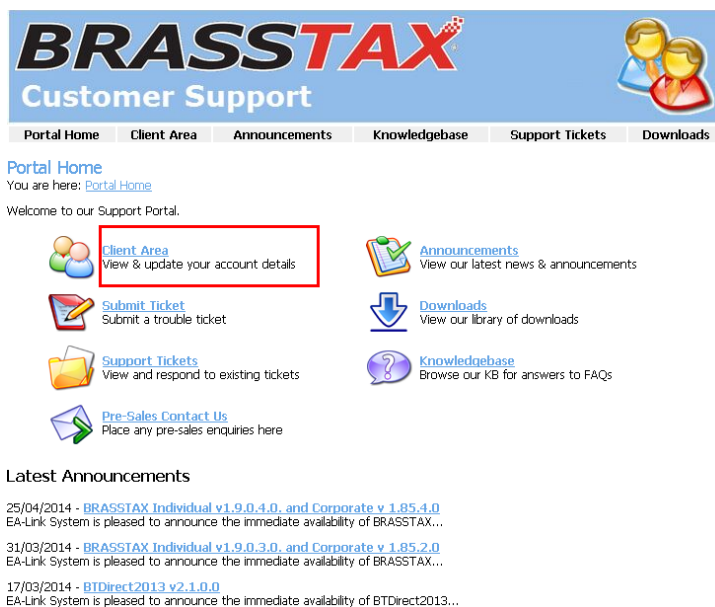 BRASSTAX
Customer Support
Portal Home Client Area Announcements Knowledgebase Support Tickets Downloads
Portal Home
You are here: Portal Home
Welcome to our Support Portal.
Client Area
View & update your account details
Announcements
View our latest news & announcements
Submit Ticket
Submit a trouble ticket
Downloads
View our library of downloads
Support Tickets
View and respond to existing tickets
Knowledgebase
Browse our KB for answers to FAQs
Pre-Sales Contact Us
Place any pre-sales enquiries here
Latest Announcements
25/04/2014 - BRASSTAX Individual v1.9.0.4.0. and Corporate v 1.85.4.0
EA-Link System is pleased to announce the immediate availability of BRASSTAX...
31/03/2014 - BRASSTAX Individual v1.9.0.3.0. and Corporate v 1.85.2.0
EA-Link System is pleased to announce the immediate availability of BRASSTAX...
17/03/2014 - BTDirect2013 v2.1.0.0
EA-Link System is pleased to announce the immediate availability of BTDirect2013...